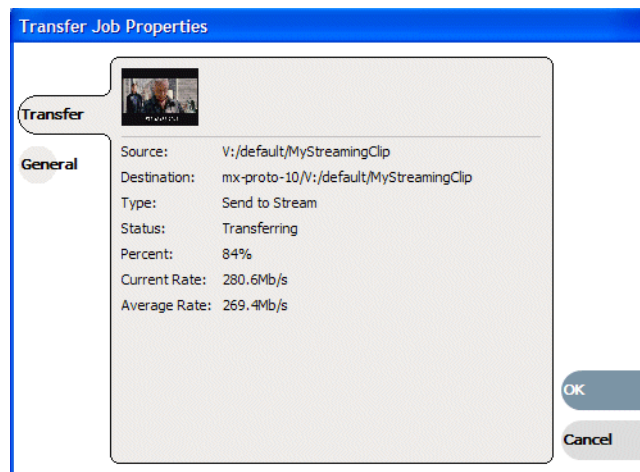 Transfer Job Properties
Transfer
General
Source: V:/default/MyStreamingClip
Destination: mx-proto-10/V:/default/MyStreamingClip
Type: Send to Stream
Status: Transferring
Percent: 84%
Current Rate: 280.6Mb/s
Average Rate: 269.4Mb/s
OK
Cancel